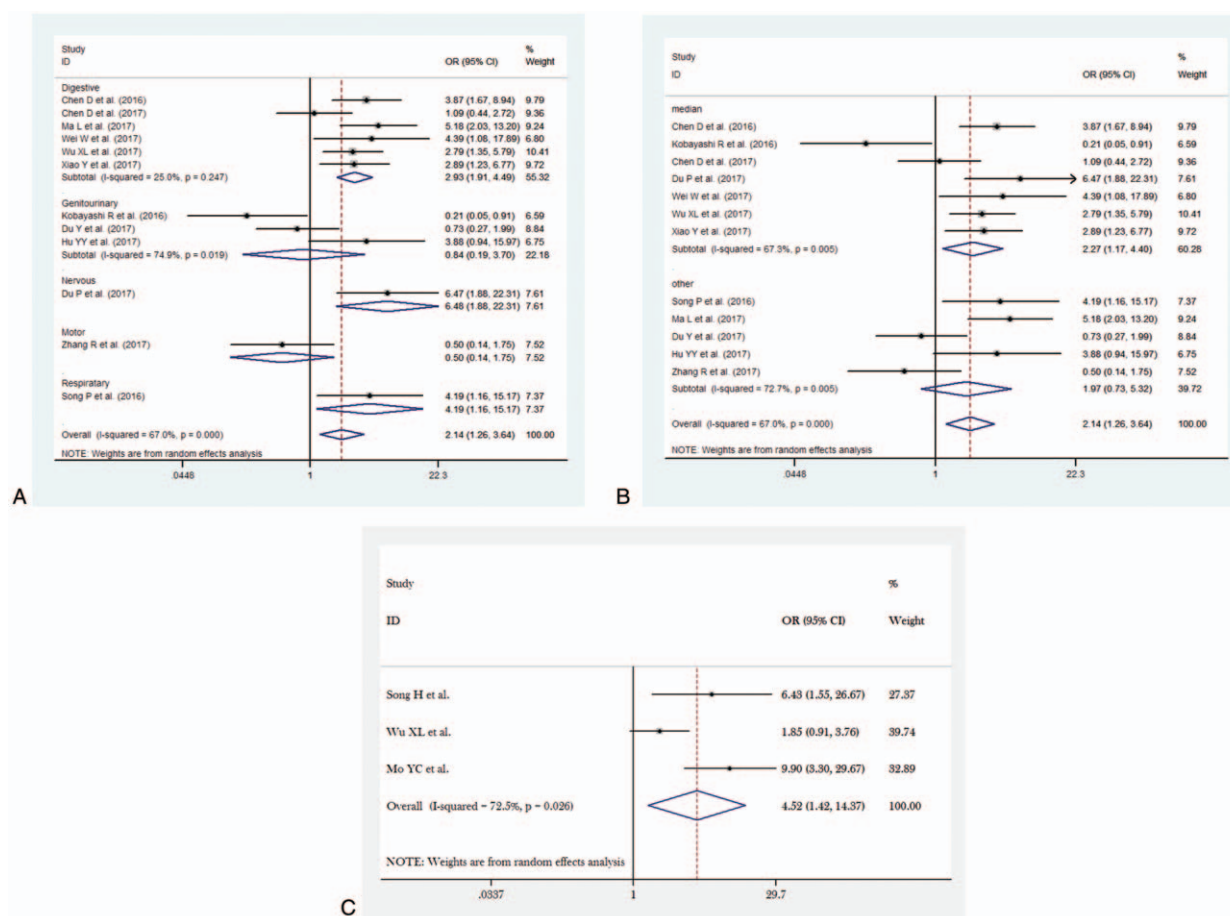 Study %
ID OR (95% CI) Weight
Digestive
Chen D et al. (2016) 3.87 (1.67, 8.94) 9.79
Chen D et al. (2017) 1.09 (0.44, 2.72) 9.36
Ma L et al. (2017) 5.18 (2.03, 13.20) 9.24
Wei W et al. (2017) 4.39 (1.08, 17.89) 6.80
Wu XL et al. (2017) 2.79 (1.35, 5.79) 10.41
Xiao Y et al. (2017) 2.89 (1.23, 6.77) 9.72
Subtotal (I-squared = 25.0%, p = 0.247) 2.93 (1.91, 4.49) 55.32
.
Genitourinary
Kobayashi R et al. (2016) 0.21 (0.05, 0.91) 6.59
Du Y et al. (2017) 0.73 (0.27, 1.99) 8.84
Hu YY et al. (2017) 3.88 (0.94, 15.97) 6.75
Subtotal (I-squared = 74.9%, p = 0.019) 0.84 (0.19, 3.70) 22.18
.
Nervous
Du P et al. (2017) 6.47 (1.88, 22.31) 7.61
6.48 (1.88, 22.31) 7.61
.
Motor
Zhang R et al. (2017) 0.50 (0.14, 1.75) 7.52
0.50 (0.14, 1.75) 7.52
.
Respiratary
Song P et al. (2016) 4.19 (1.16, 15.17) 7.37
4.19 (1.16, 15.17) 7.37
.
Overall (I-squared = 67.0%, p = 0.000) 2.14 (1.26, 3.64) 100.00
NOTE: Weights are from random effects analysis
.0448 1 22.3
A
Study %
ID OR (95% CI) Weight
median
Chen D et al. (2016) 3.87 (1.67, 8.94) 9.79
Kobayashi R et al. (2016) 0.21 (0.05, 0.91) 6.59
Chen D et al. (2017) 1.09 (0.44, 2.72) 9.36
Du P et al. (2017) 6.47 (1.88, 22.31) 7.61
Wei W et al. (2017) 4.39 (1.08, 17.89) 6.80
Wu XL et al. (2017) 2.79 (1.35, 5.79) 10.41
Xiao Y et al. (2017) 2.89 (1.23, 6.77) 9.72
Subtotal (I-squared = 67.3%, p = 0.005) 2.27 (1.17, 4.40) 60.28
.
other
Song P et al. (2016) 4.19 (1.16, 15.17) 7.37
Ma L et al. (2017) 5.18 (2.03, 13.20) 9.24
Du Y et al. (2017) 0.73 (0.27, 1.99) 8.84
Hu YY et al. (2017) 3.88 (0.94, 15.97) 6.75
Zhang R et al. (2017) 0.50 (0.14, 1.75) 7.52
Subtotal (I-squared = 72.7%, p = 0.005) 1.97 (0.73, 5.32) 39.72
.
Overall (I-squared = 67.0%, p = 0.000) 2.14 (1.26, 3.64) 100.00
NOTE: Weights are from random effects analysis
.0448 1 22.3
B
Study %
ID OR (95% CI) Weight
Song H et al. 6.43 (1.55, 26.67) 27.37
Wu XL et al. 1.85 (0.91, 3.76) 39.74
Mo YC et al. 9.90 (3.30, 29.67) 32.89
Overall (I-squared = 72.5%, p = 0.026) 4.52 (1.42, 14.37) 100.00
NOTE: Weights are from random effects analysis
.0337 1 29.7
C